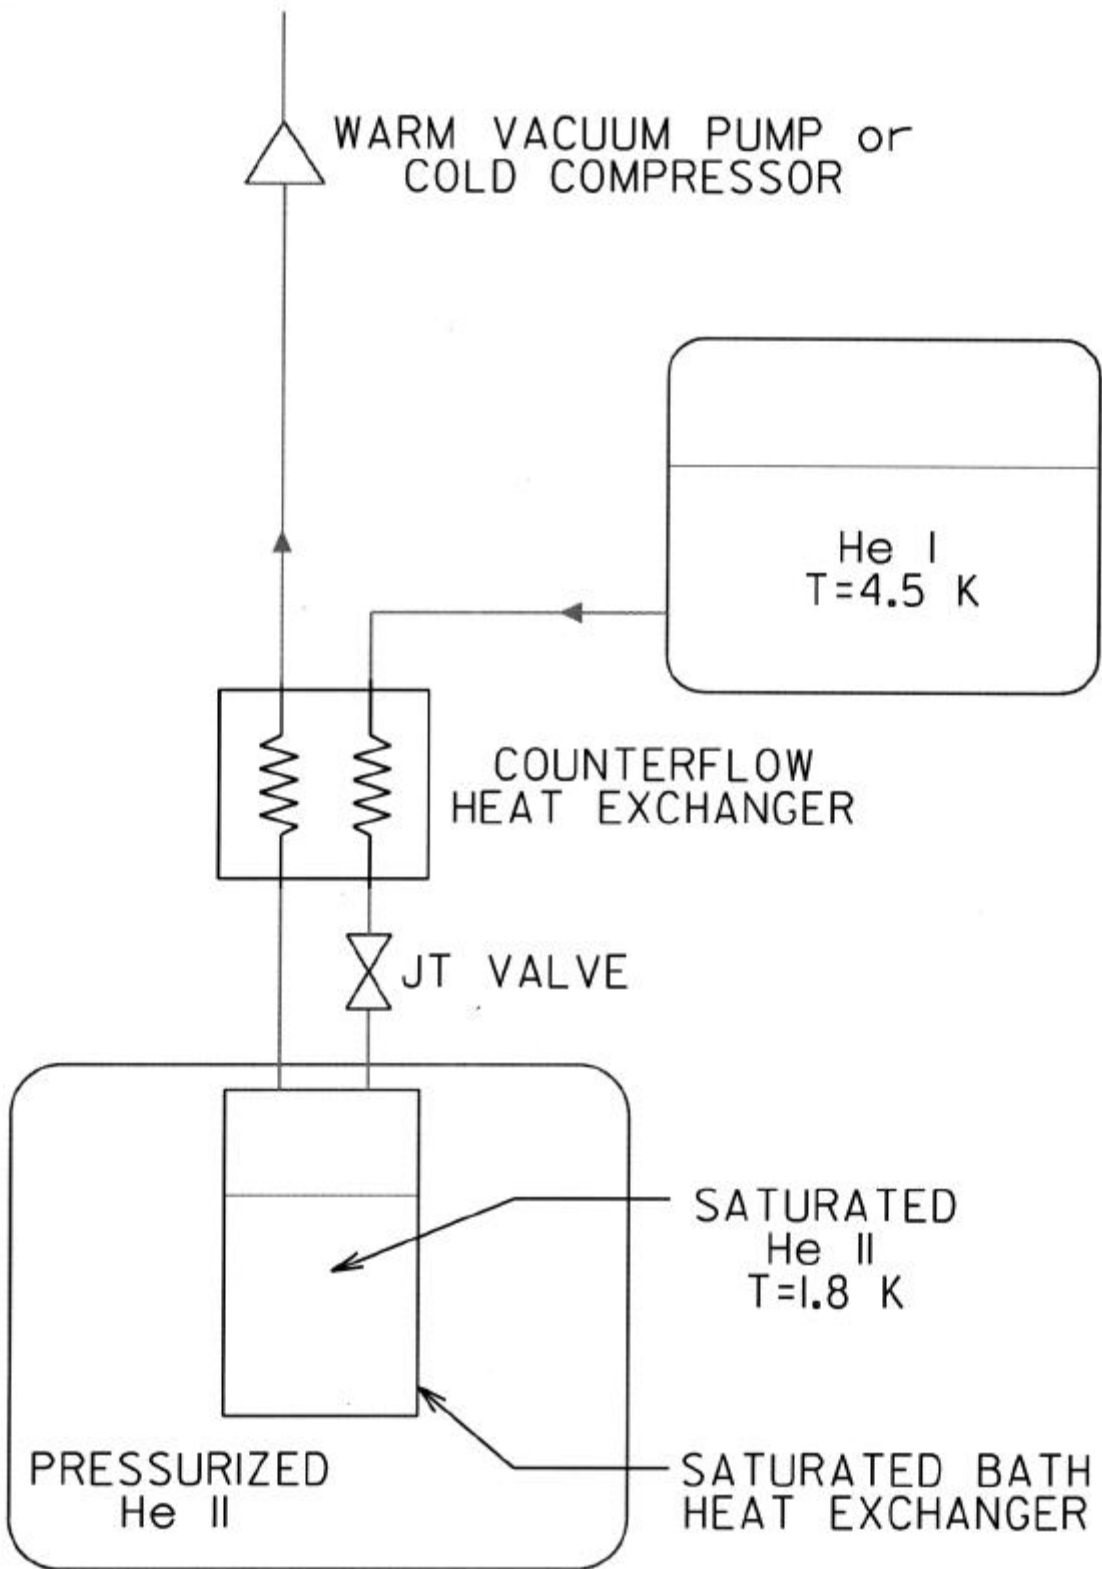 WARM VACUUM PUMP or
COLD COMPRESSOR
He I
T=4.5 K
COUNTERFLOW
HEAT EXCHANGER
JT VALVE
SATURATED
He II
T=1.8 K
PRESSURIZED
He II
SATURATED BATH
HEAT EXCHANGER